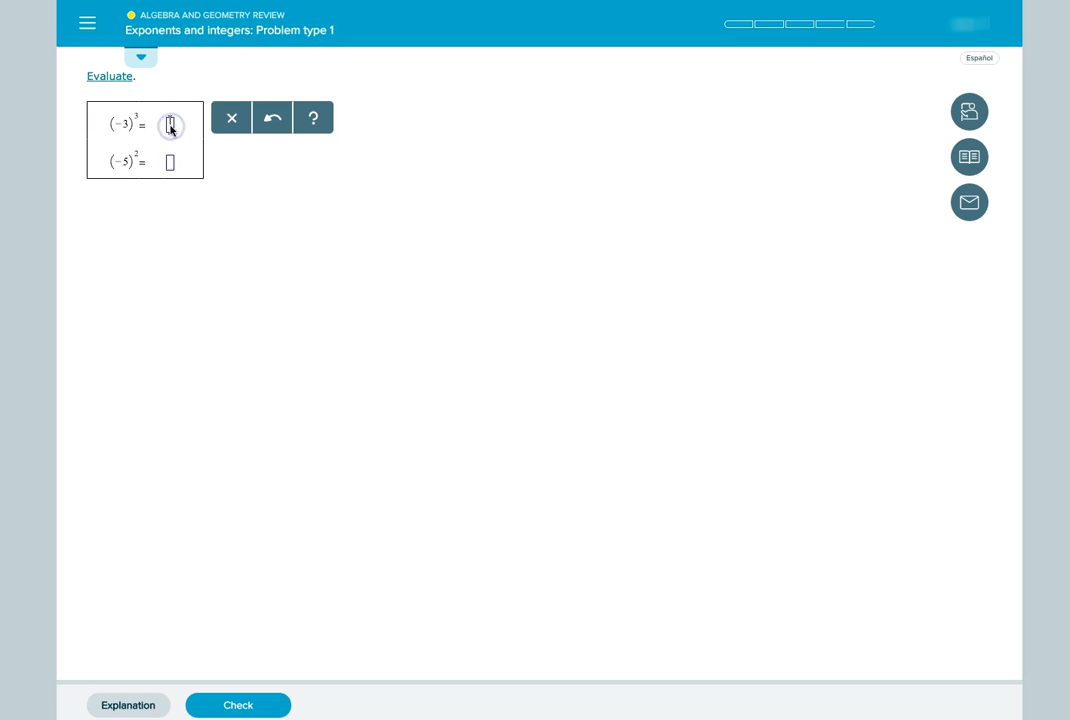 ALGEBRA AND GEOMETRY REVIEW
Exponents and integers: Problem type 1
Español
Evaluate.
(−3)³ =
(−5)² =
?
Explanation
Check